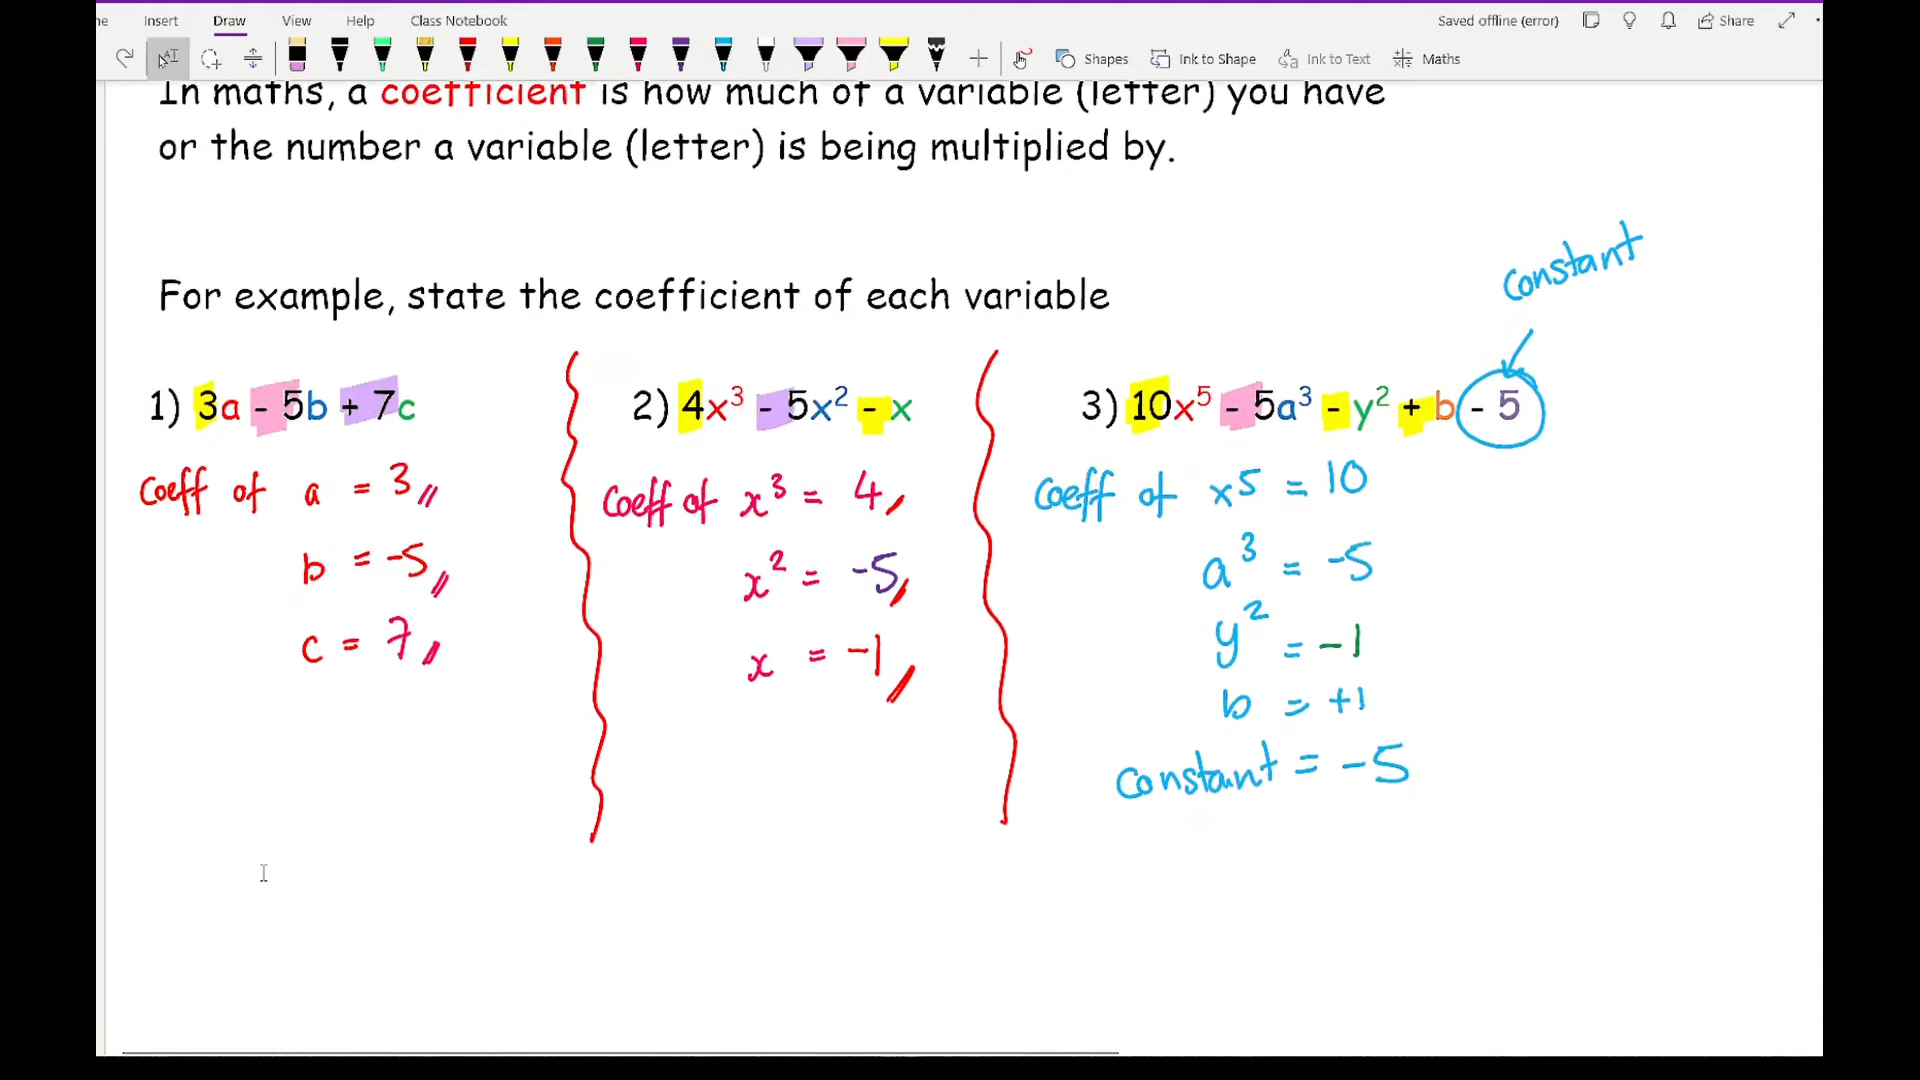 Insert Draw View Help Class Notebook Saved offline (error) Share
Shapes Ink to Shape Ink to Text Maths
In maths, a coefficient is how much of a variable (letter) you have
or the number a variable (letter) is being multiplied by.
constant
For example, state the coefficient of each variable
1) 3a - 5b + 7c
Coeff of a = 3
b = -5
c = 7
2) 4x³ - 5x² - x
Coeff of x³ = 4
x² = -5
x = -1
3) 10x⁵ - 5a³ - y² + b - 5
Coeff of x5 = 10
a³ = -5
y² = -1
b = +1
constant = -5